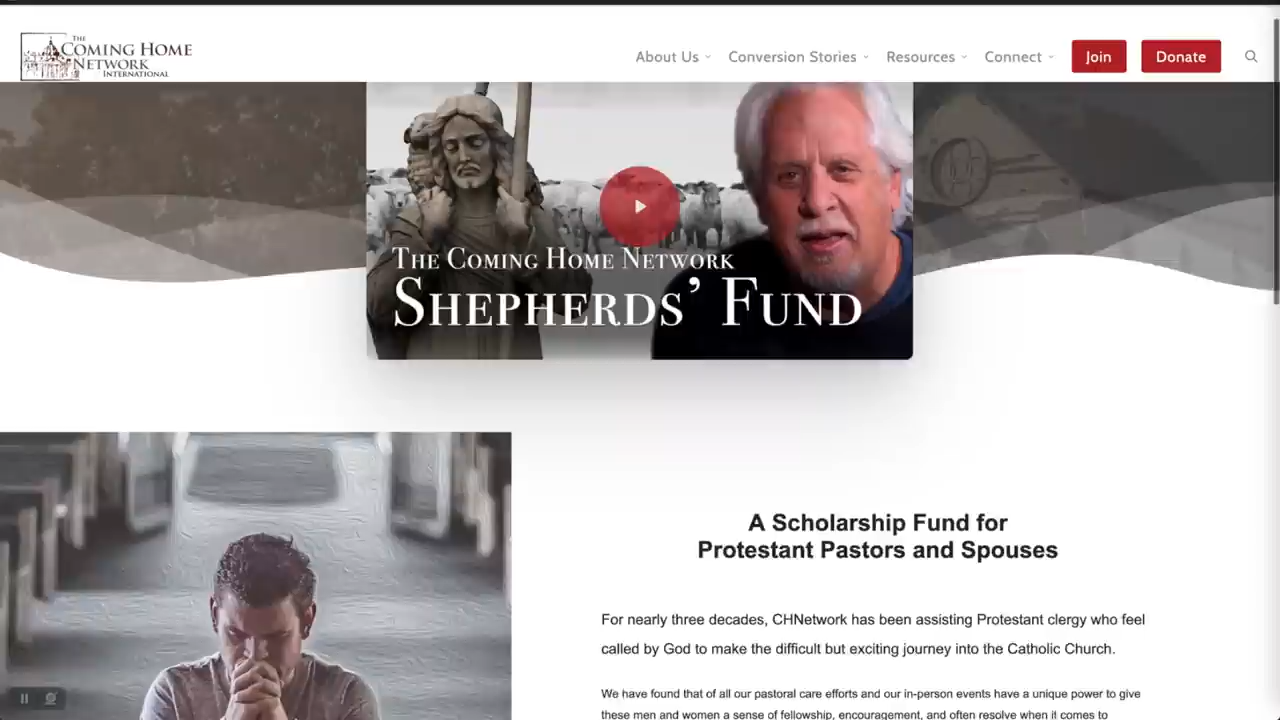 THE
COMING HOME
NETWORK
INTERNATIONAL
About Us
Conversion Stories
Resources
Connect
Join
Donate
THE COMING HOME NETWORK
SHEPHERDS' FUND
A Scholarship Fund for
Protestant Pastors and Spouses
For nearly three decades, CHNetwork has been assisting Protestant clergy who feel
called by God to make the difficult but exciting journey into the Catholic Church.
We have found that of all our pastoral care efforts and our in-person events have a unique power to give
these men and women a sense of fellowship, encouragement, and often resolve when it comes to